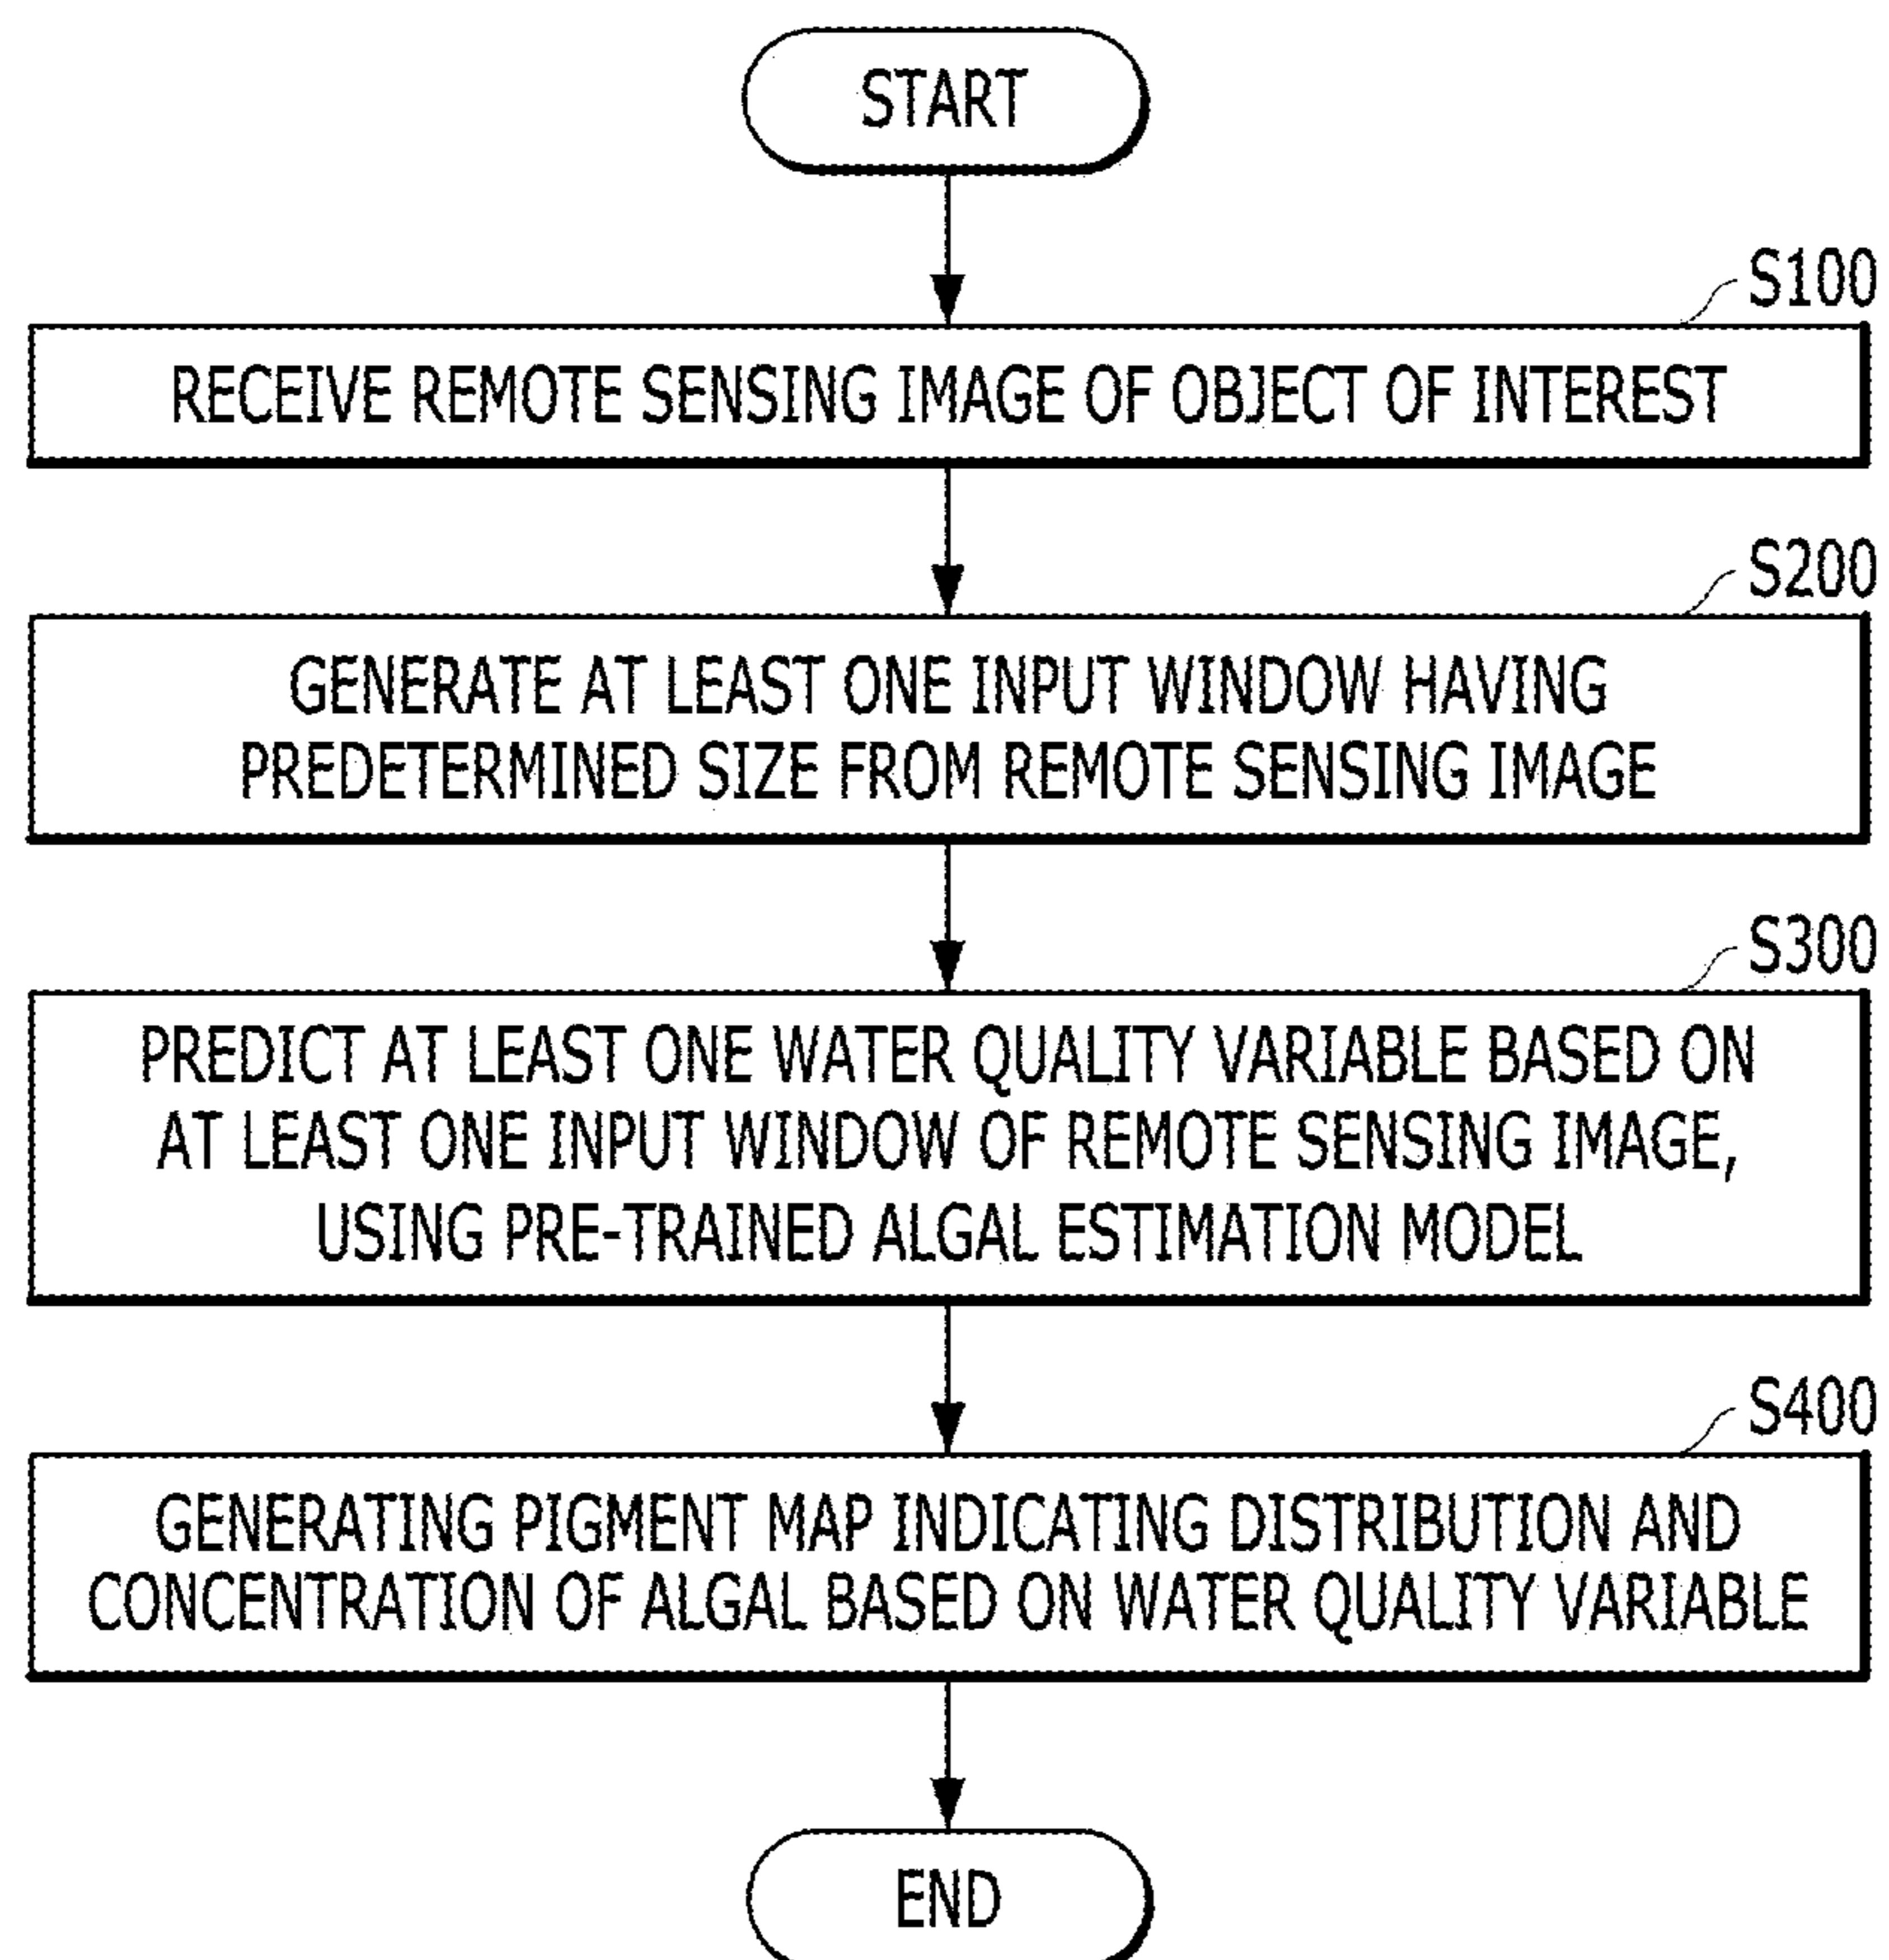 START
S100
RECEIVE REMOTE SENSING IMAGE OF OBJECT OF INTEREST
S200
GENERATE AT LEAST ONE INPUT WINDOW HAVING
PREDETERMINED SIZE FROM REMOTE SENSING IMAGE
S300
PREDICT AT LEAST ONE WATER QUALITY VARIABLE BASED ON
AT LEAST ONE INPUT WINDOW OF REMOTE SENSING IMAGE,
USING PRE-TRAINED ALGAL ESTIMATION MODEL
S400
GENERATING PIGMENT MAP INDICATING DISTRIBUTION AND
CONCENTRATION OF ALGAL BASED ON WATER QUALITY VARIABLE
END